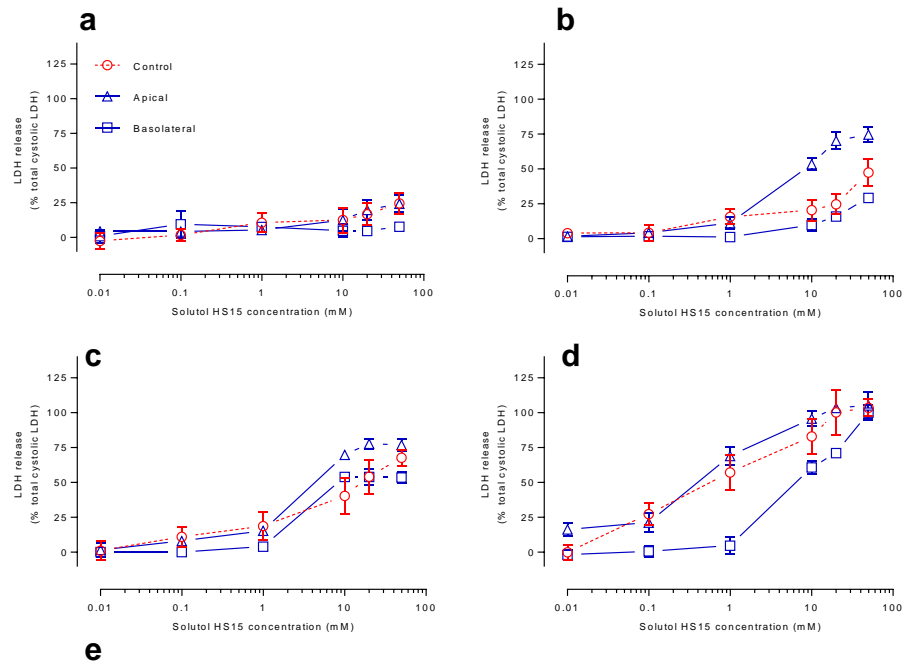 a
LDH release
(% total cystolic LDH)
125
100
75
50
25
0
Control
Apical
Basolateral
0.01 0.1 1 10 100
Solutol HS15 concentration (mM)
b
LDH release
(% total cystolic LDH)
125
100
75
50
25
0
0.01 0.1 1 10 100
Solutol HS15 concentration (mM)
c
LDH release
(% total cystolic LDH)
125
100
75
50
25
0
0.01 0.1 1 10 100
Solutol HS15 concentration (mM)
d
LDH release
(% total cystolic LDH)
125
100
75
50
25
0
0.01 0.1 1 10 100
Solutol HS15 concentration (mM)
e